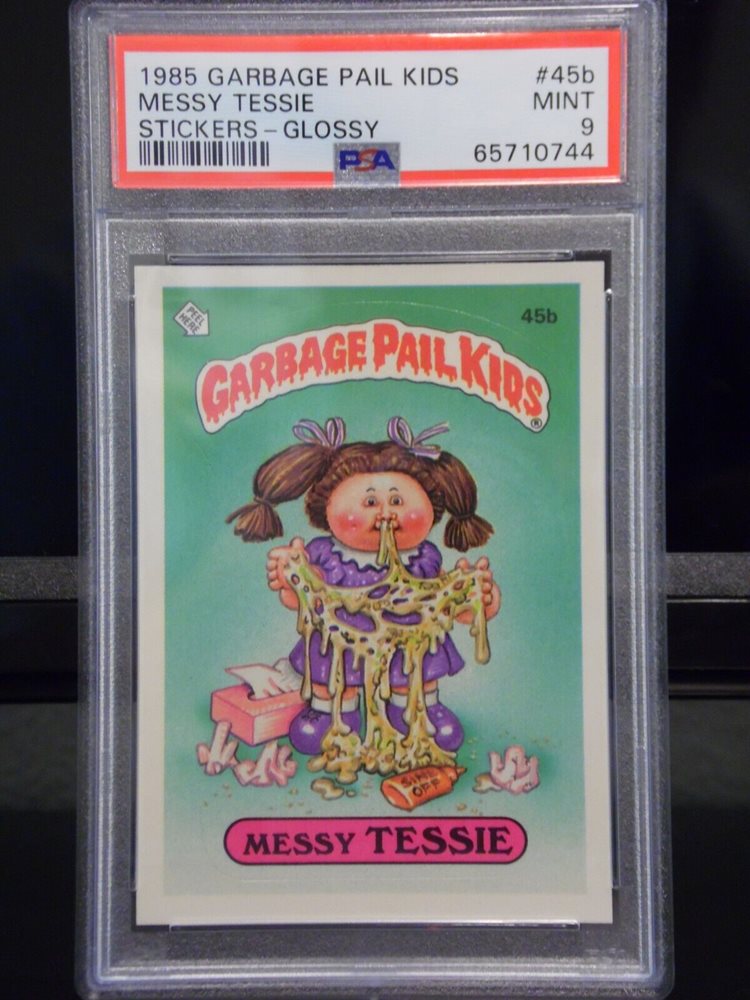 1985 GARBAGE PAIL KIDS #45b
MESSY TESSIE MINT
STICKERS – GLOSSY 9
PSA 65710744
PEEL
HERE
45b
GARBAGE PAIL KIDS®
SINE
OFF
MESSY TESSIE